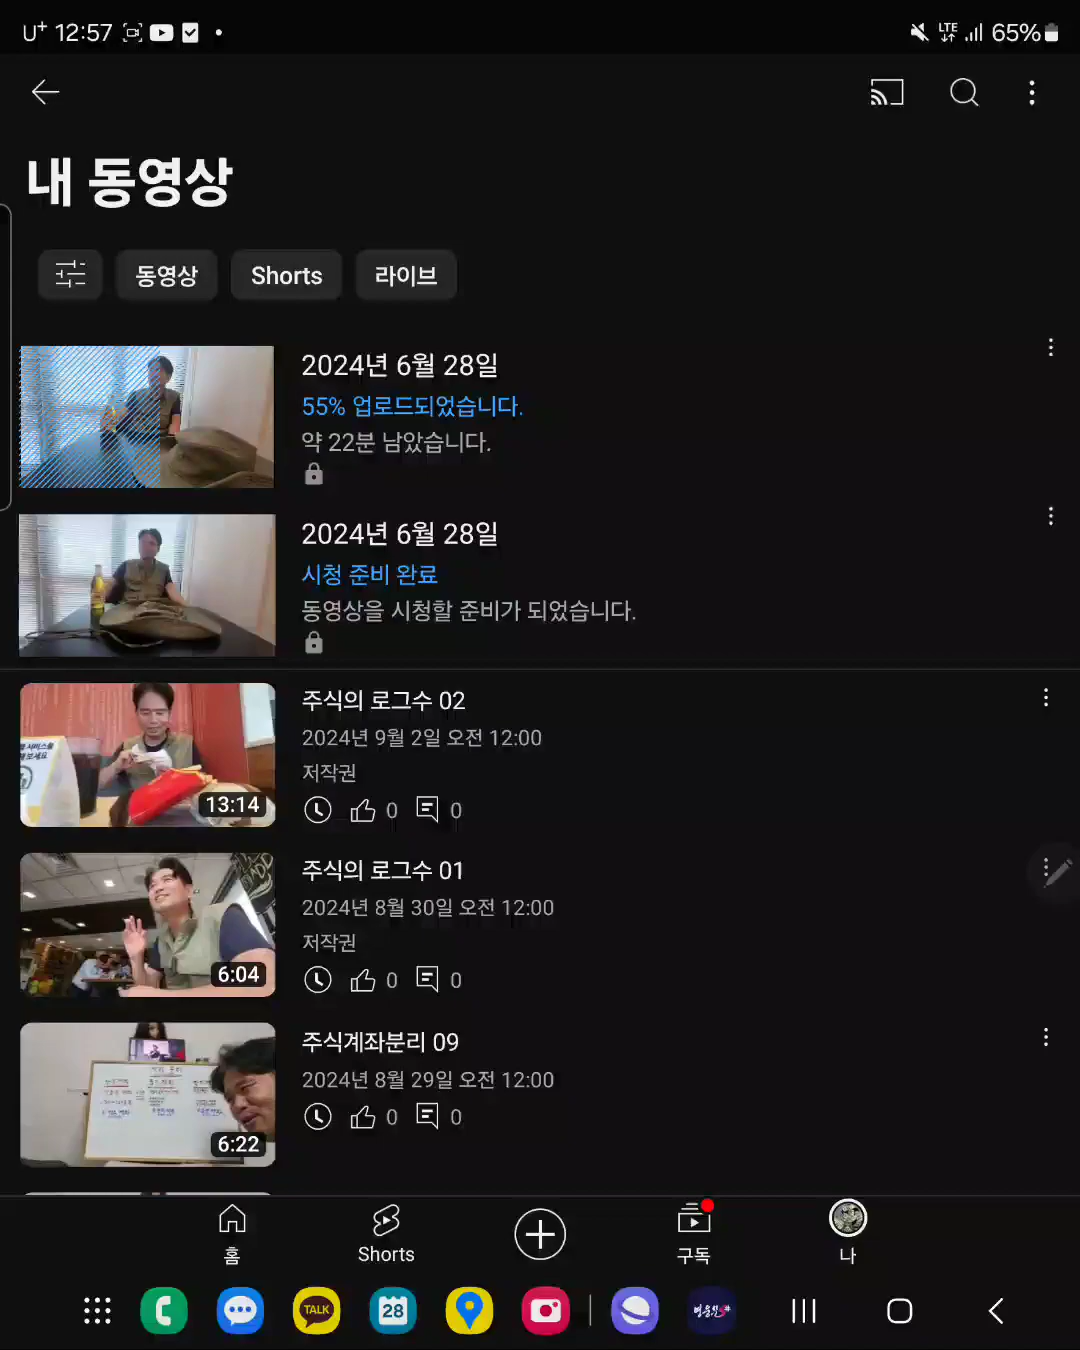 U+ 12:57
LTE 65%
내 동영상
동영상 Shorts 라이브
2024년 6월 28일
55% 업로드되었습니다.
약 22분 남았습니다.
2024년 6월 28일
시청 준비 완료
동영상을 시청할 준비가 되었습니다.
주식의 로그수 02
2024년 9월 2일 오전 12:00
저작권
0 0
13:14
주식의 로그수 01
2024년 8월 30일 오전 12:00
저작권
0 0
6:04
주식계좌분리 09
2024년 8월 29일 오전 12:00
0 0
6:22
홈 Shorts 구독 나
TALK 28